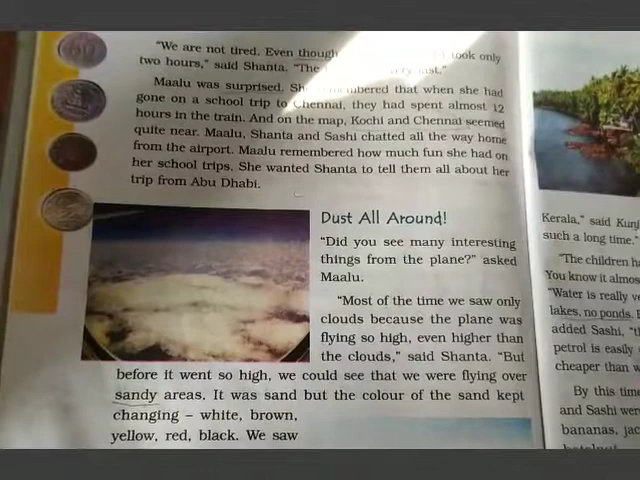 "We are not tired. Even though took only
two hours," said Shanta. "The very fast."
Maalu was surprised. She remembered that when she had
gone on a school trip to Chennai, they had spent almost 12
hours in the train. And on the map, Kochi and Chennai seemed
quite near. Maalu, Shanta and Sashi chatted all the way home
from the airport. Maalu remembered how much fun she had on
her school trips. She wanted Shanta to tell them all about her
trip from Abu Dhabi.
Dust All Around!
"Did you see many interesting
things from the plane?" asked
Maalu.
"Most of the time we saw only
clouds because the plane was
flying so high, even higher than
the clouds," said Shanta. "But
before it went so high, we could see that we were flying over
sandy areas. It was sand but the colour of the sand kept
changing – white, brown,
yellow, red, black. We saw
Kerala," said Kunj
such a long time."
"The children ha
You know it almos
"Water is really v
lakes, no ponds.
added Sashi, "th
petrol is easily
cheaper than w
By this time
and Sashi were
bananas, jac